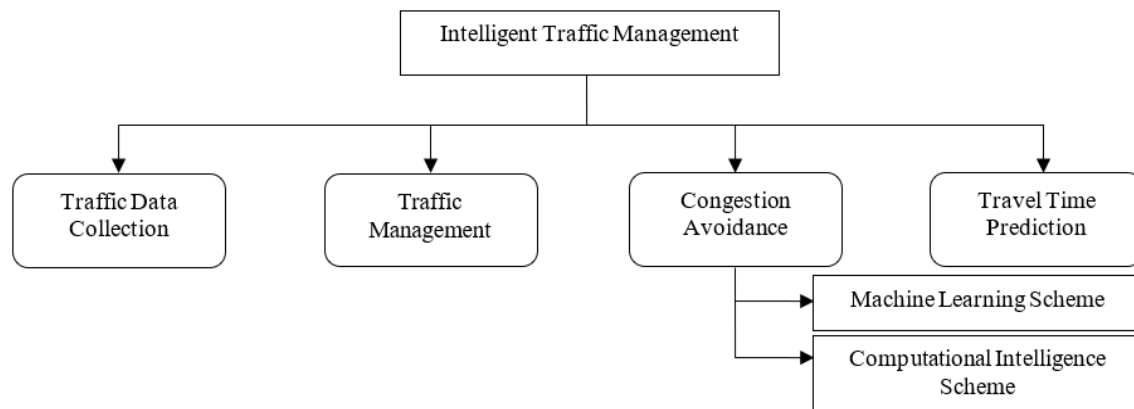 Intelligent Traffic Management
Traffic Data
Collection
Traffic
Management
Congestion
Avoidance
Travel Time
Prediction
Machine Learning Scheme
Computational Intelligence
Scheme